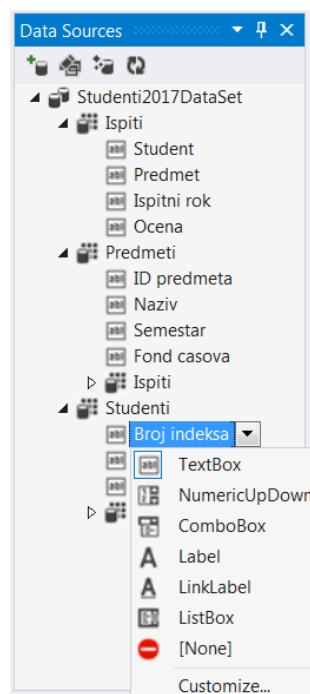 Data Sources
Studenti2017DataSet
Ispiti
Student
Predmet
Ispitni rok
Ocena
Predmeti
ID predmeta
Naziv
Semestar
Fond casova
Ispiti
Studenti
Broj indeksa
TextBox
NumericUpDown
ComboBox
Label
LinkLabel
ListBox
[None]
Customize...